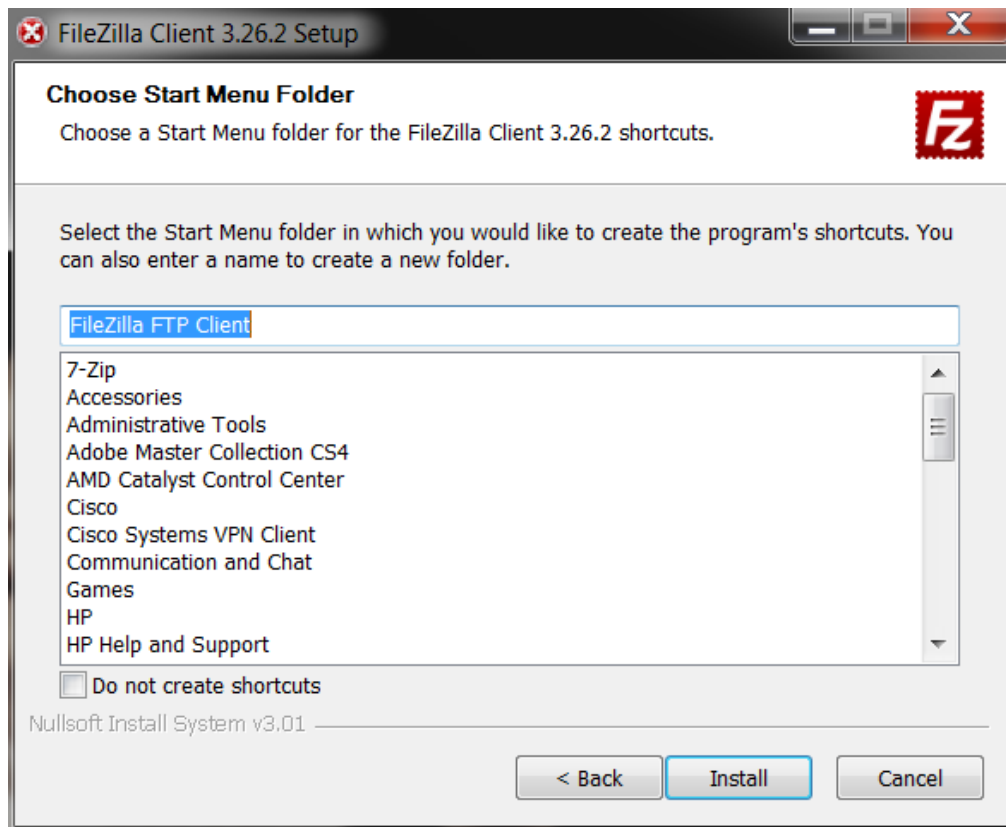 FileZilla Client 3.26.2 Setup
Choose Start Menu Folder
Choose a Start Menu folder for the FileZilla Client 3.26.2 shortcuts.
Fz
Select the Start Menu folder in which you would like to create the program's shortcuts. You
can also enter a name to create a new folder.
FileZilla FTP Client
7-Zip
Accessories
Administrative Tools
Adobe Master Collection CS4
AMD Catalyst Control Center
Cisco
Cisco Systems VPN Client
Communication and Chat
Games
HP
HP Help and Support
Do not create shortcuts
Nullsoft Install System v3.01
< Back
Install
Cancel